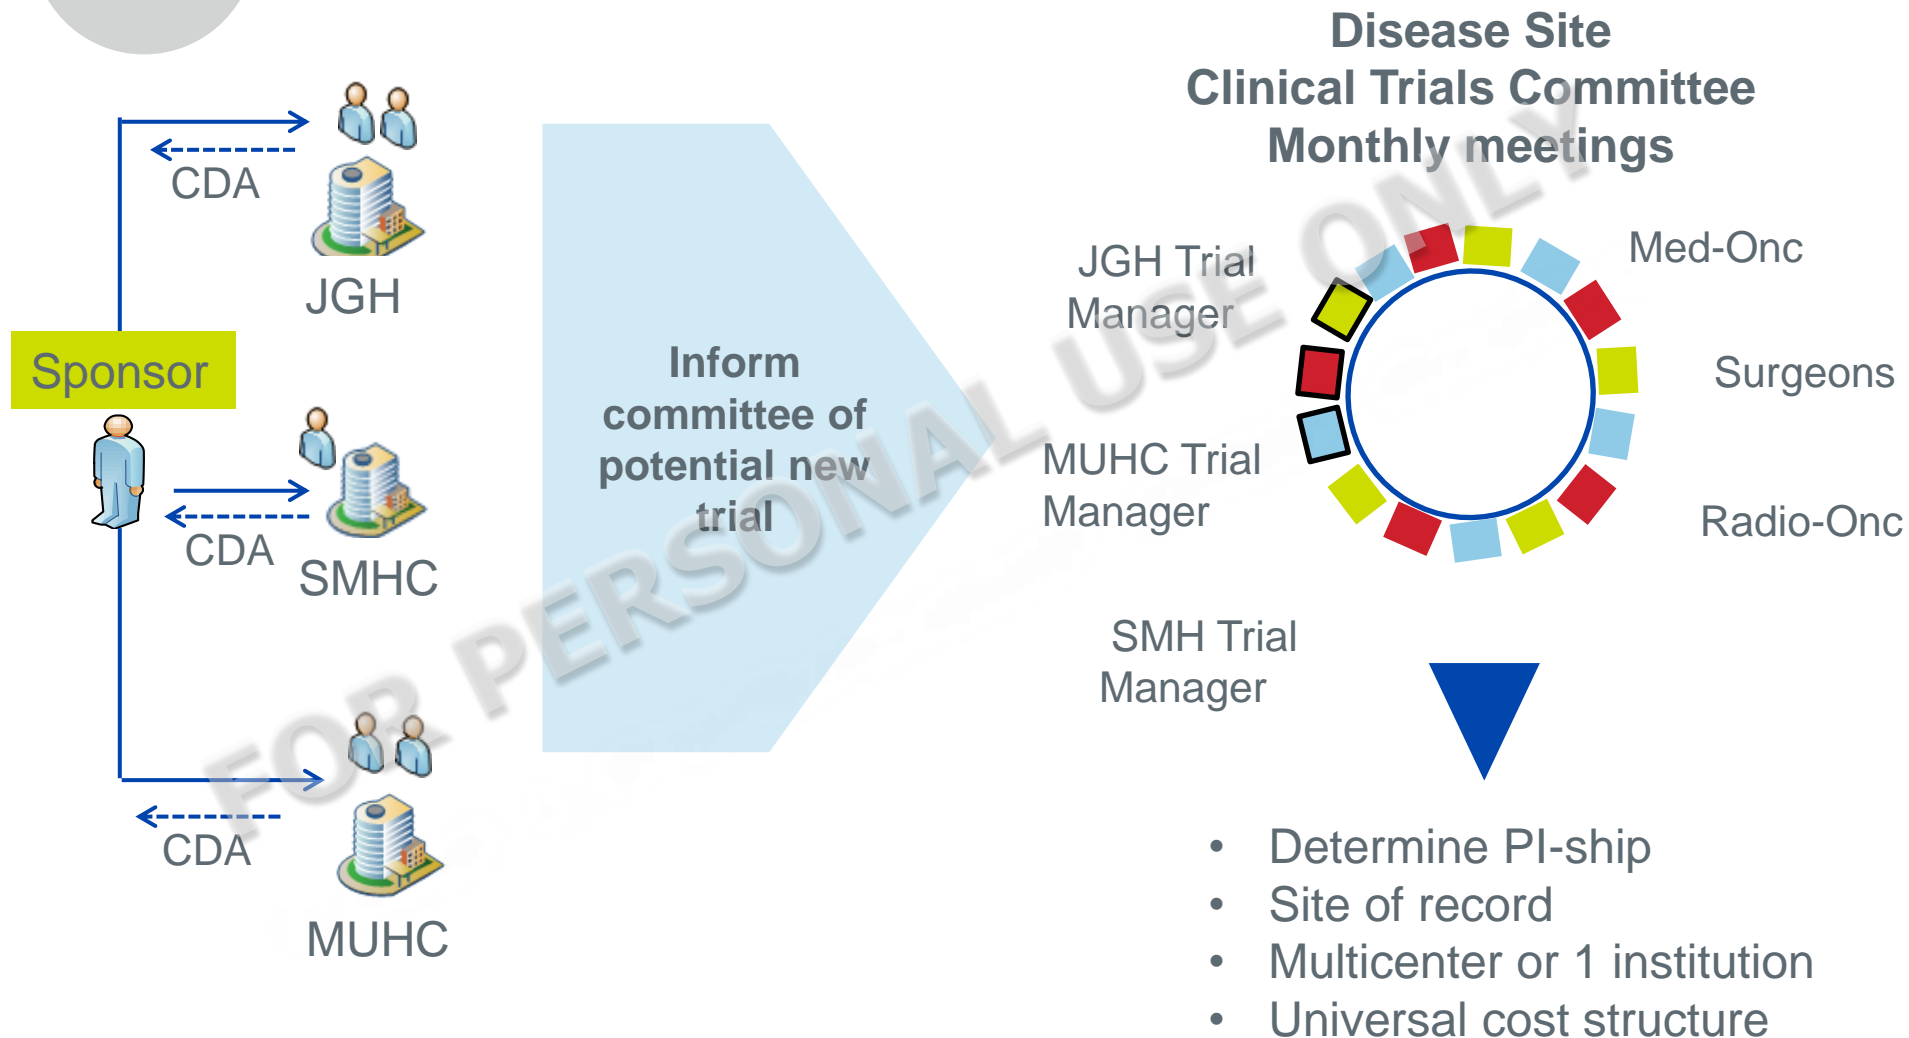 Disease Site
Clinical Trials Committee
Monthly meetings
CDA
JGH
Sponsor
CDA
SMHC
CDA
MUHC
Inform
committee of
potential new
trial
JGH Trial
Manager
MUHC Trial
Manager
SMH Trial
Manager
Med-Onc
Surgeons
Radio-Onc
• Determine PI-ship
• Site of record
• Multicenter or 1 institution
• Universal cost structure
FOR PERSONAL USE ONLY